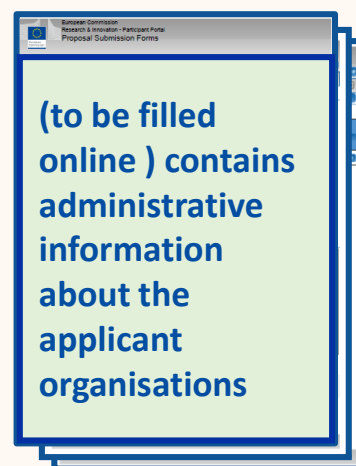 European Commission
Research & Innovation - Participant Portal
Proposal Submission Forms
(to be filled
online ) contains
administrative
information
about the
applicant
organisations